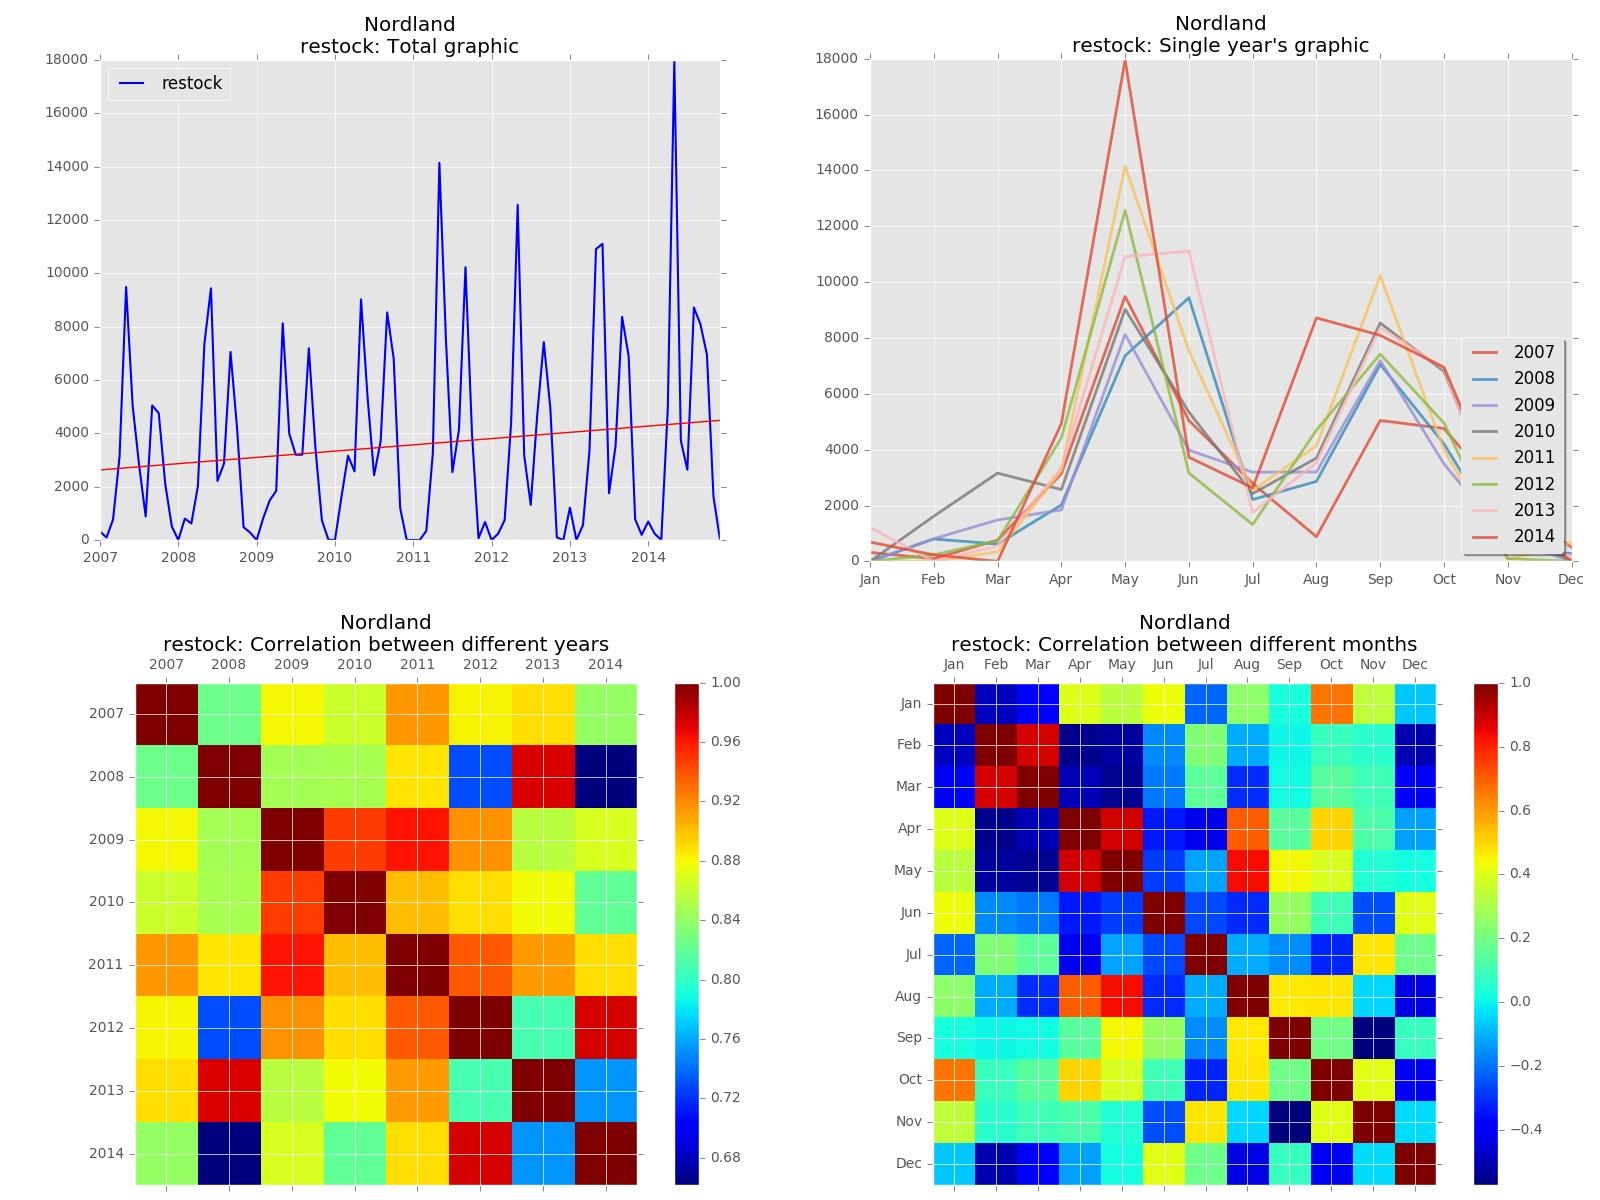 Nordland
restock: Total graphic
18000
16000
14000
12000
10000
8000
6000
4000
2000
0
restock
2007 2008 2009 2010 2011 2012 2013 2014
Nordland
restock: Single year's graphic
18000
16000
14000
12000
10000
8000
6000
4000
2000
0
2007
2008
2009
2010
2011
2012
2013
2014
Jan Feb Mar Apr May Jun Jul Aug Sep Oct Nov Dec
Nordland
restock: Correlation between different years
2007 2008 2009 2010 2011 2012 2013 2014
2007
2008
2009
2010
2011
2012
2013
2014
1.00
0.96
0.92
0.88
0.84
0.80
0.76
0.72
0.68
Nordland
restock: Correlation between different months
Jan Feb Mar Apr May Jun Jul Aug Sep Oct Nov Dec
Jan
Feb
Mar
Apr
May
Jun
Jul
Aug
Sep
Oct
Nov
Dec
1.0
0.8
0.6
0.4
0.2
0.0
−0.2
−0.4